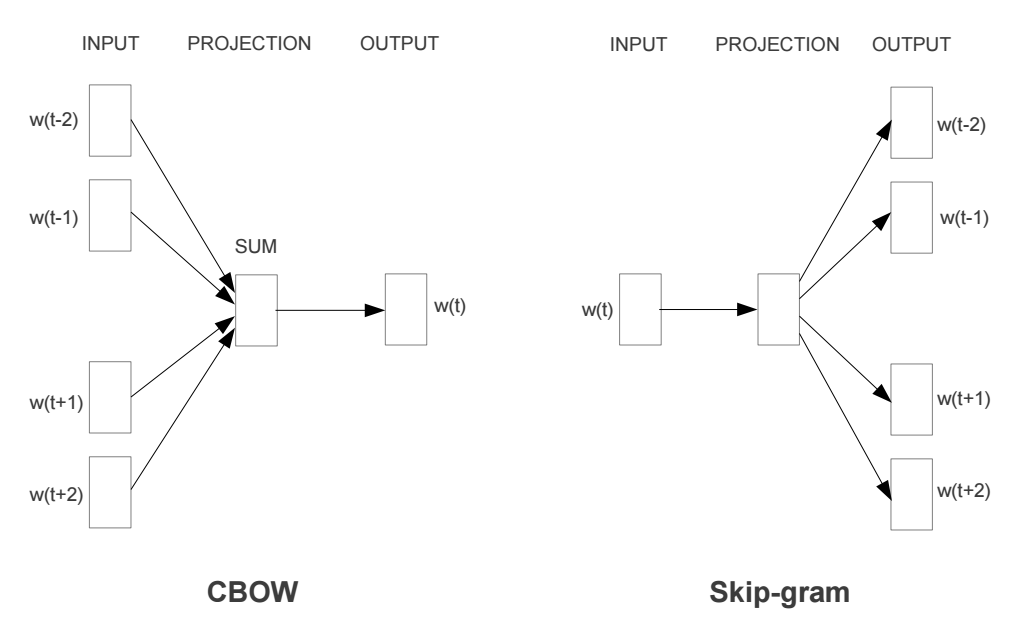 INPUT PROJECTION OUTPUT
w(t-2)
w(t-1)
SUM
w(t)
w(t+1)
w(t+2)
CBOW
INPUT PROJECTION OUTPUT
w(t-2)
w(t-1)
w(t)
w(t+1)
w(t+2)
Skip-gram